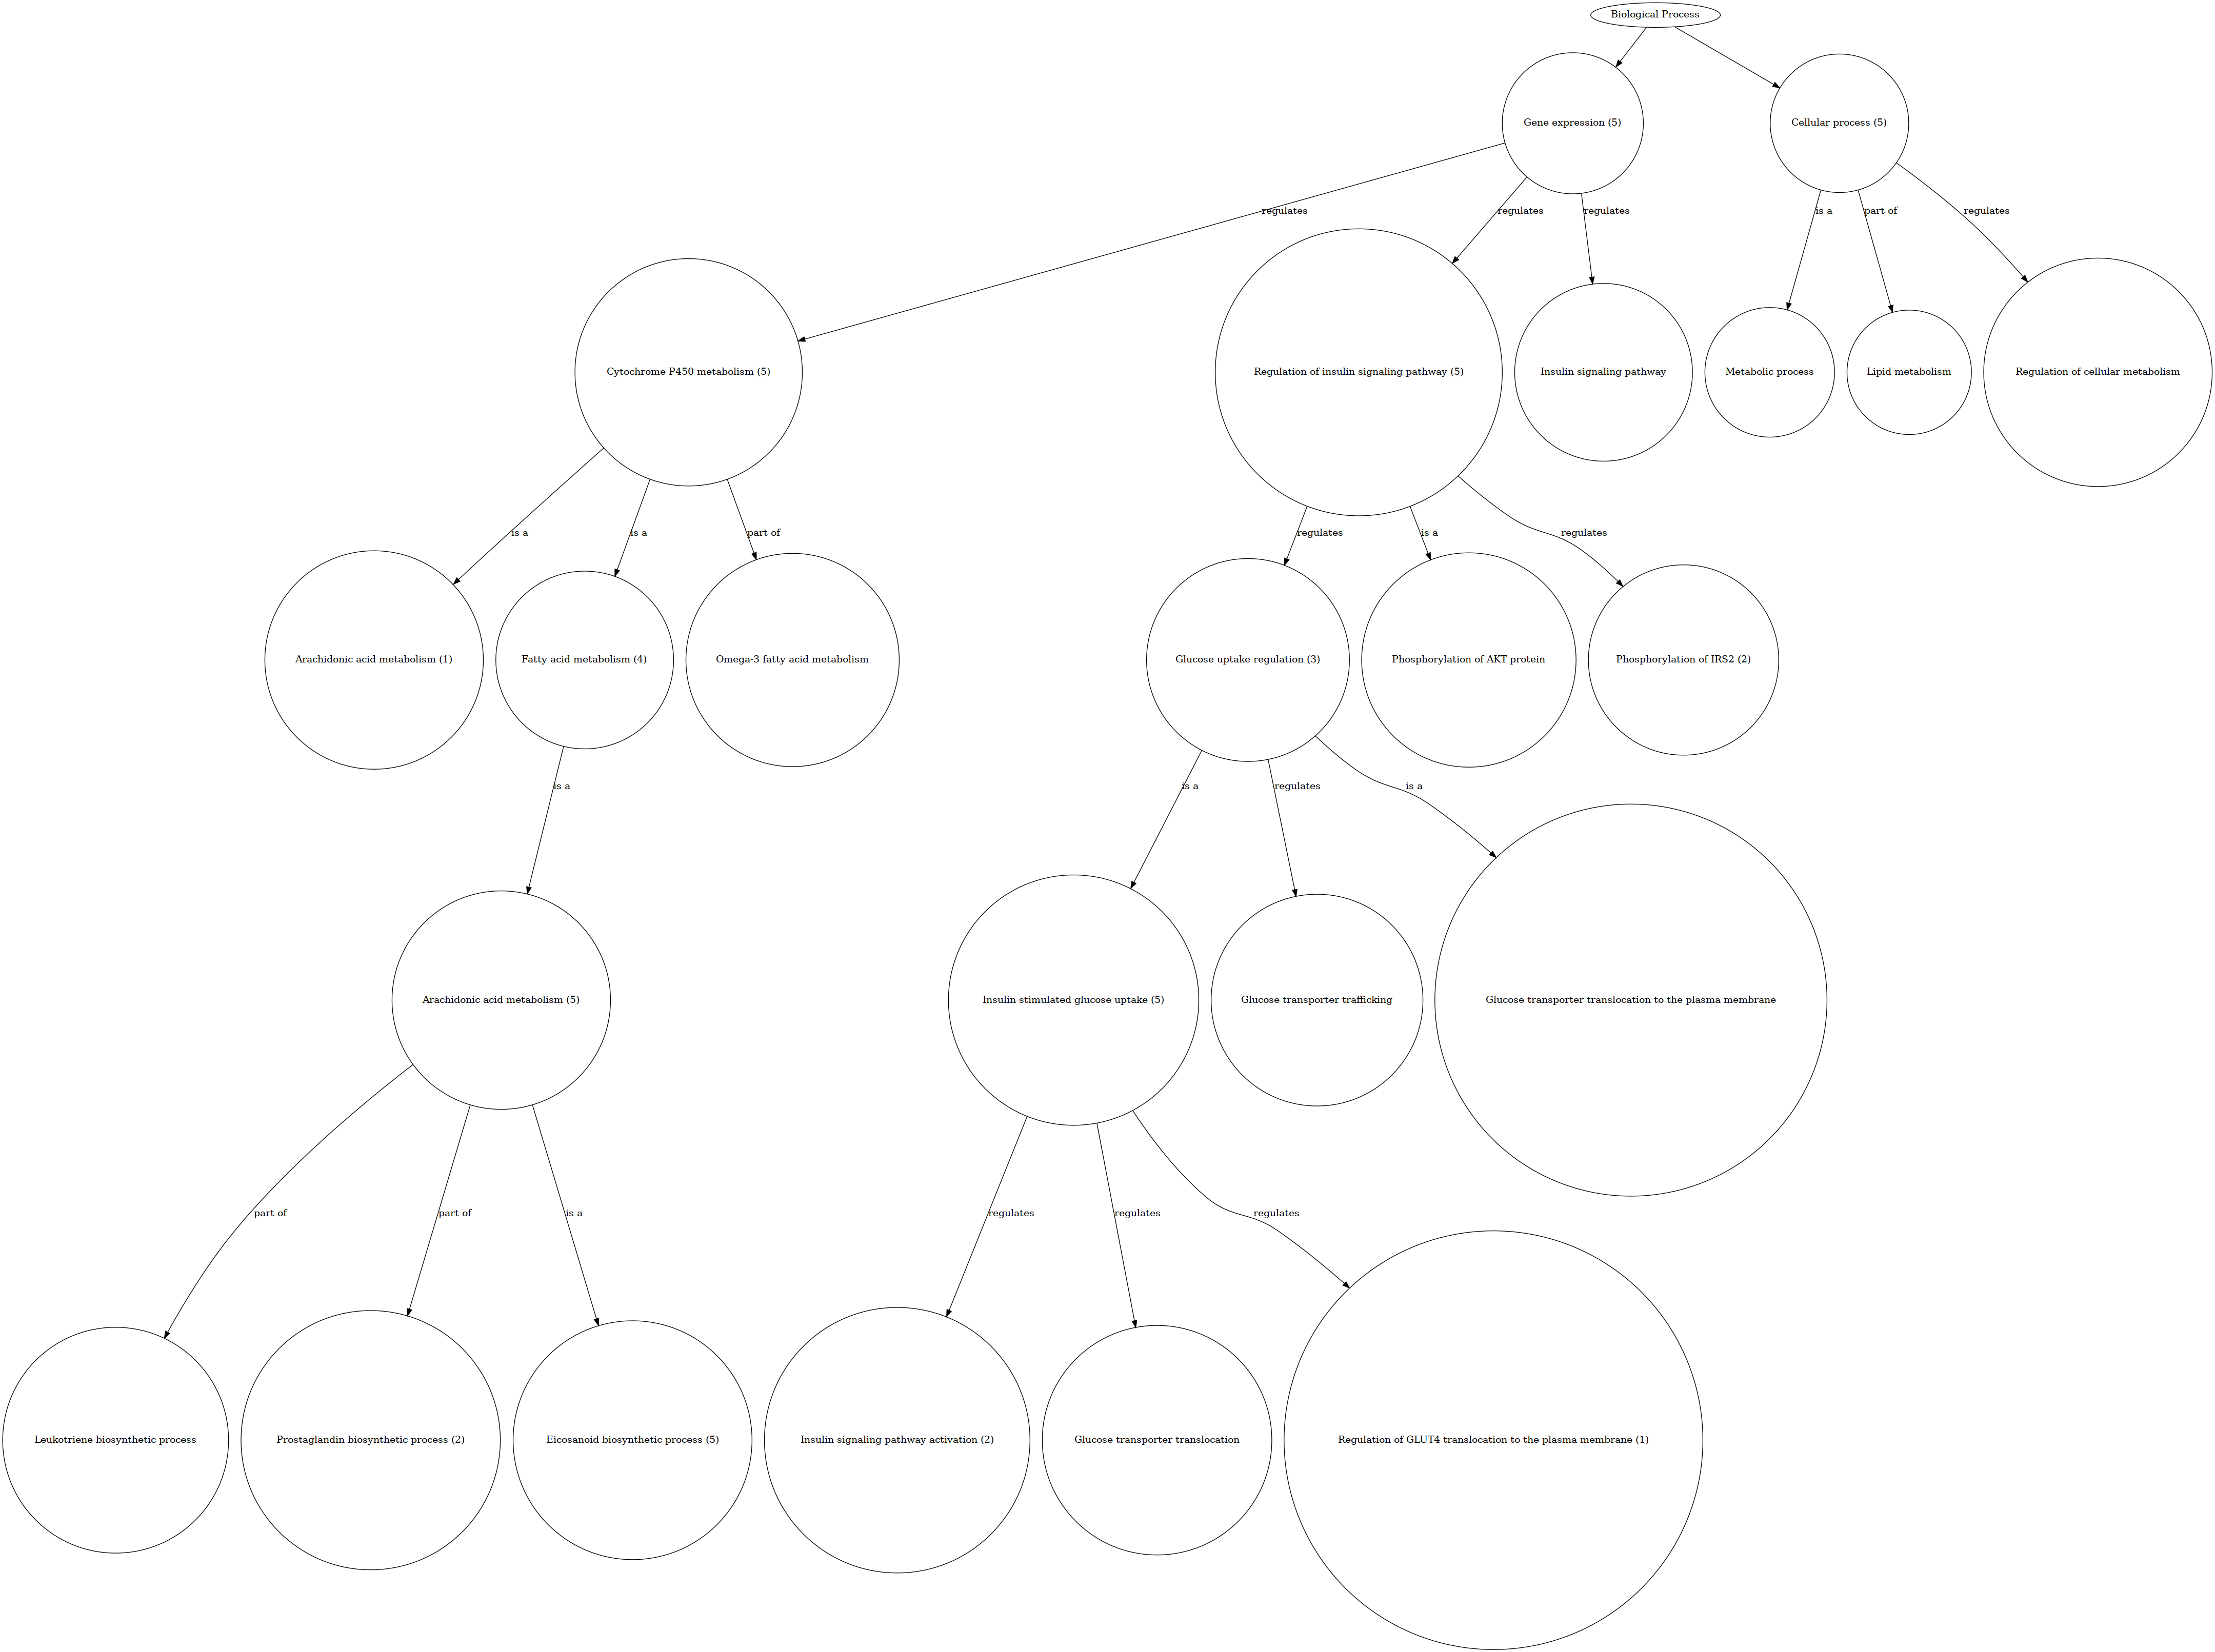 Biological Process
Gene expression (5)
Cellular process (5)
regulates
regulates
regulates
is a
part of
regulates
Cytochrome P450 metabolism (5)
Regulation of insulin signaling pathway (5)
Insulin signaling pathway
Metabolic process
Lipid metabolism
Regulation of cellular metabolism
is a
is a
part of
regulates
is a
regulates
Arachidonic acid metabolism (1)
Fatty acid metabolism (4)
Omega-3 fatty acid metabolism
Glucose uptake regulation (3)
Phosphorylation of AKT protein
Phosphorylation of IRS2 (2)
is a
is a
regulates
is a
Arachidonic acid metabolism (5)
Insulin-stimulated glucose uptake (5)
Glucose transporter trafficking
Glucose transporter translocation to the plasma membrane
part of
part of
is a
regulates
regulates
regulates
Leukotriene biosynthetic process
Prostaglandin biosynthetic process (2)
Eicosanoid biosynthetic process (5)
Insulin signaling pathway activation (2)
Glucose transporter translocation
Regulation of GLUT4 translocation to the plasma membrane (1)